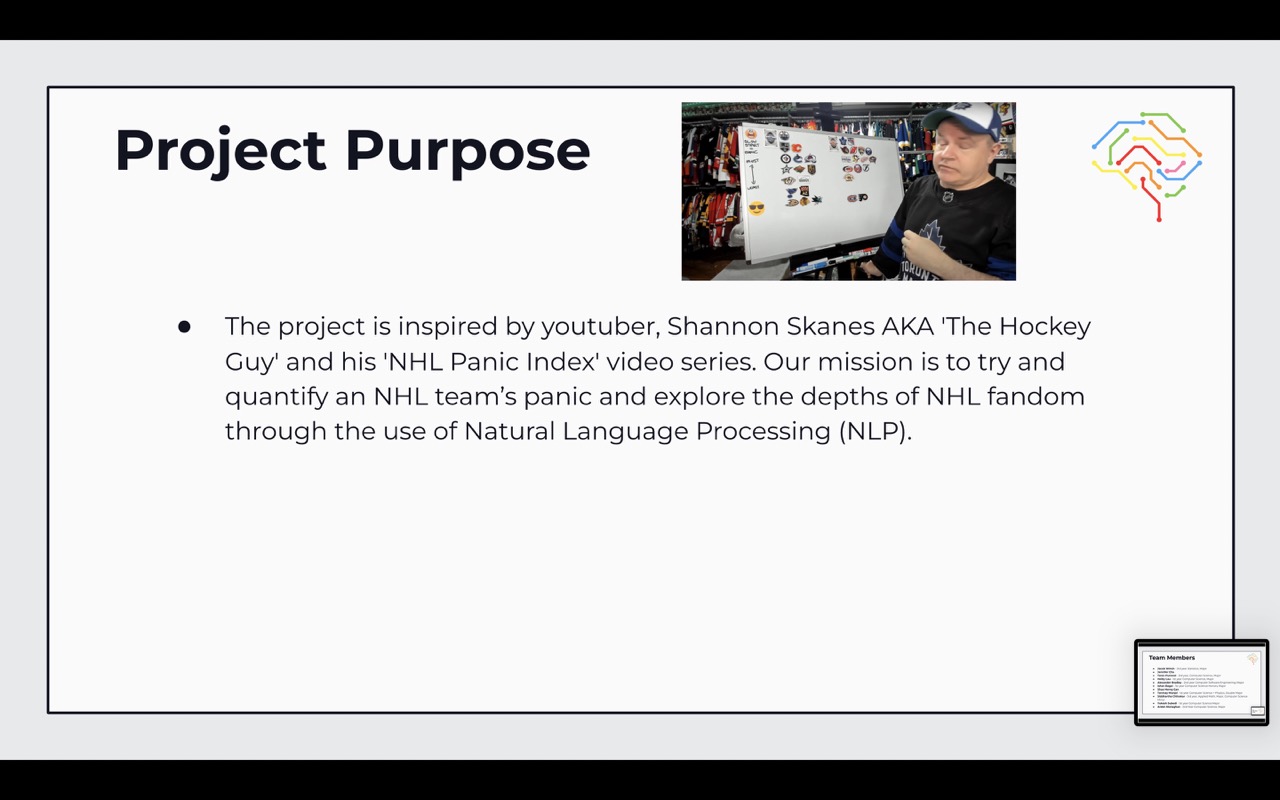 Project Purpose
● The project is inspired by youtuber, Shannon Skanes AKA 'The Hockey
Guy' and his 'NHL Panic Index' video series. Our mission is to try and
quantify an NHL team’s panic and explore the depths of NHL fandom
through the use of Natural Language Processing (NLP).
Team Members